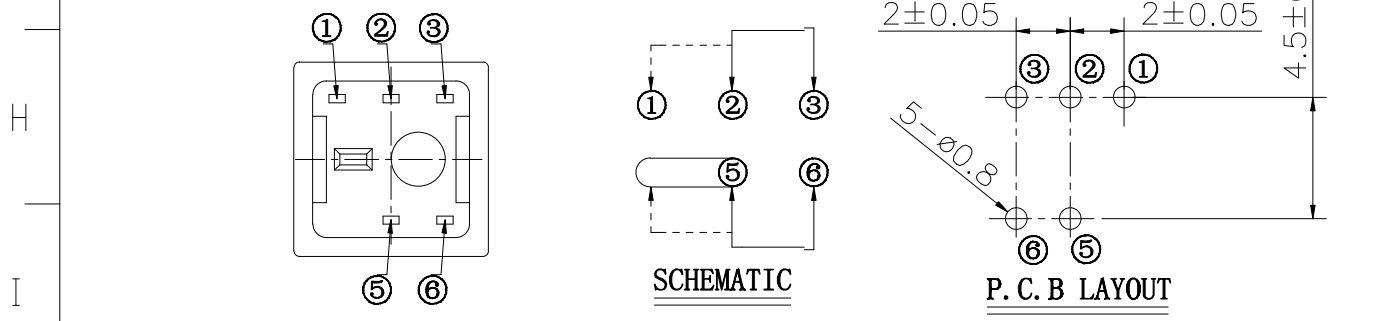 2±0.05 2±0.05
① ② ③
③ ② ①
① ② ③
H
5-ø0.8
⑤ ⑥
⑤ ⑥
⑥ ⑤
I
SCHEMATIC
P.C.B LAYOUT